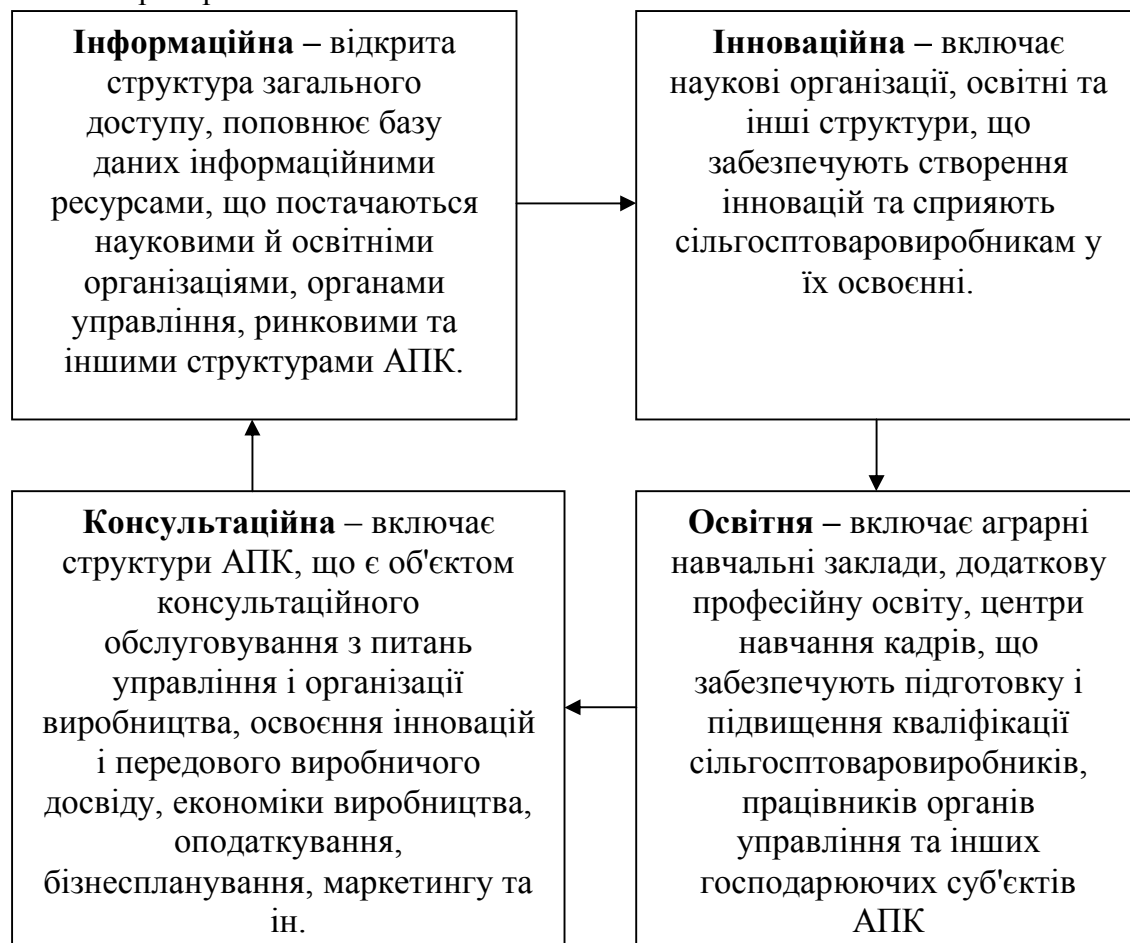 Інформаційна – відкрита
структура загального
доступу, поповнює базу
даних інформаційними
ресурсами, що постачаються
науковими й освітніми
організаціями, органами
управління, ринковими та
іншими структурами АПК.
Інноваційна – включає
наукові організації, освітні та
інші структури, що
забезпечують створення
інновацій та сприяють
сільгосптоваровиробникам у
їх освоєнні.
Консультаційна – включає
структури АПК, що є об'єктом
консультаційного
обслуговування з питань
управління і організації
виробництва, освоєння інновацій
і передового виробничого
досвіду, економіки виробництва,
оподаткування,
бізнеспланування, маркетингу та
ін.
Освітня – включає аграрні
навчальні заклади, додаткову
професійну освіту, центри
навчання кадрів, що
забезпечують підготовку і
підвищення кваліфікації
сільгосптоваровиробників,
працівників органів
управління та інших
господарюючих суб'єктів
АПК